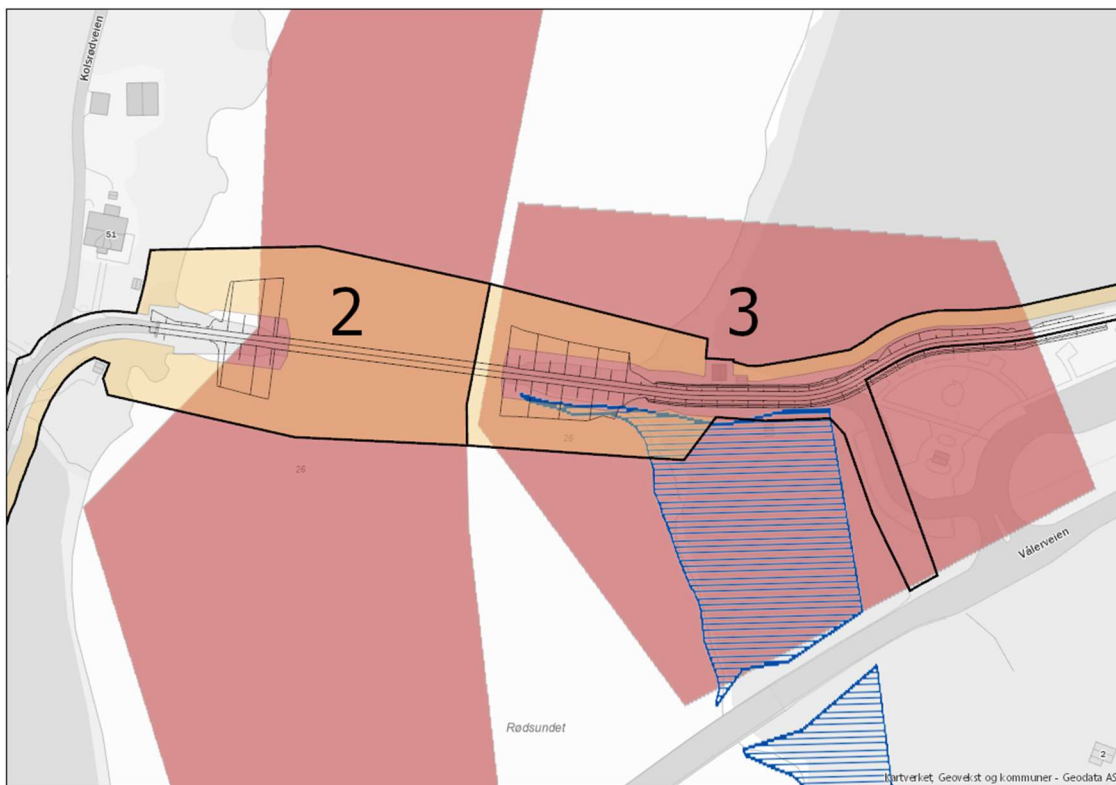 Kolsrødveien
51
2
3
26
26
Vålerveien
Rødsundet
2
Kartverket, Geovekst og kommuner - Geodata AS